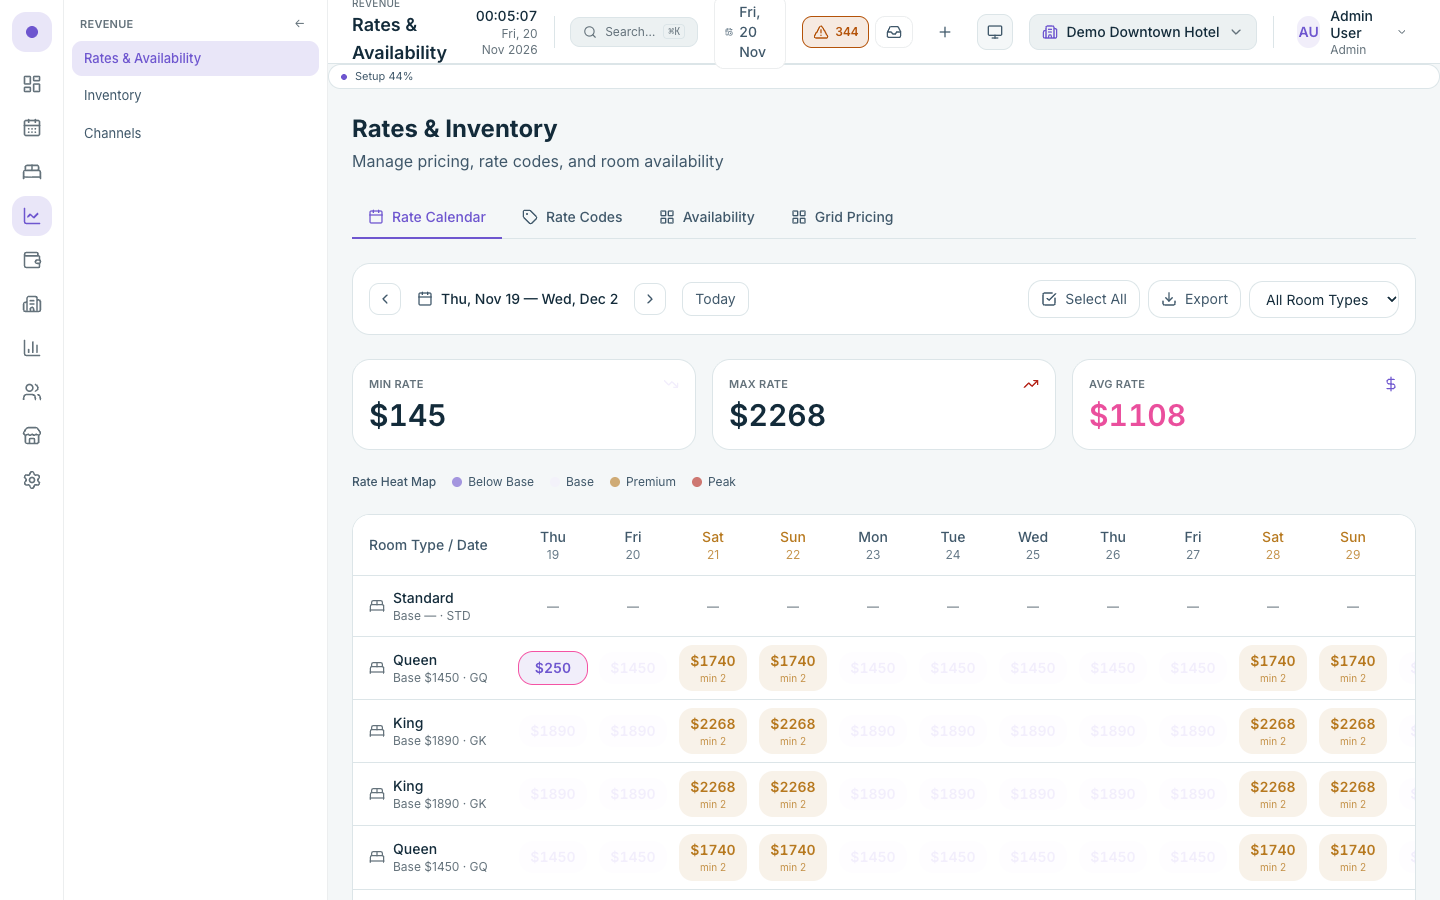 REVENUE
Rates & Availability
Inventory
Channels
REVENUE
Rates &
Availability
00:05:07
Fri, 20
Nov 2026
Search...
⌘K
Fri,
20
Nov
344
Demo Downtown Hotel
AU
Admin
User
Admin
Setup 44%
Rates & Inventory
Manage pricing, rate codes, and room availability
Rate Calendar
Rate Codes
Availability
Grid Pricing
Thu, Nov 19 — Wed, Dec 2
Today
Select All
Export
All Room Types
MIN RATE
$145
MAX RATE
$2268
AVG RATE
$1108
Rate Heat Map
Below Base
Base
Premium
Peak
Room Type / Date
Thu
19
Fri
20
Sat
21
Sun
22
Mon
23
Tue
24
Wed
25
Thu
26
Fri
27
Sat
28
Sun
29
Standard
Base — · STD
— — — — — — — — — — —
Queen
Base $1450 · GQ
$250
$1450
$1740
min 2
$1740
min 2
$1450
$1450
$1450
$1450
$1450
$1740
min 2
$1740
min 2
King
Base $1890 · GK
$1890
$1890
$2268
min 2
$2268
min 2
$1890
$1890
$1890
$1890
$1890
$2268
min 2
$2268
min 2
King
Base $1890 · GK
$1890
$1890
$2268
min 2
$2268
min 2
$1890
$1890
$1890
$1890
$1890
$2268
min 2
$2268
min 2
Queen
Base $1450 · GQ
$1450
$1450
$1740
min 2
$1740
min 2
$1450
$1450
$1450
$1450
$1450
$1740
min 2
$1740
min 2